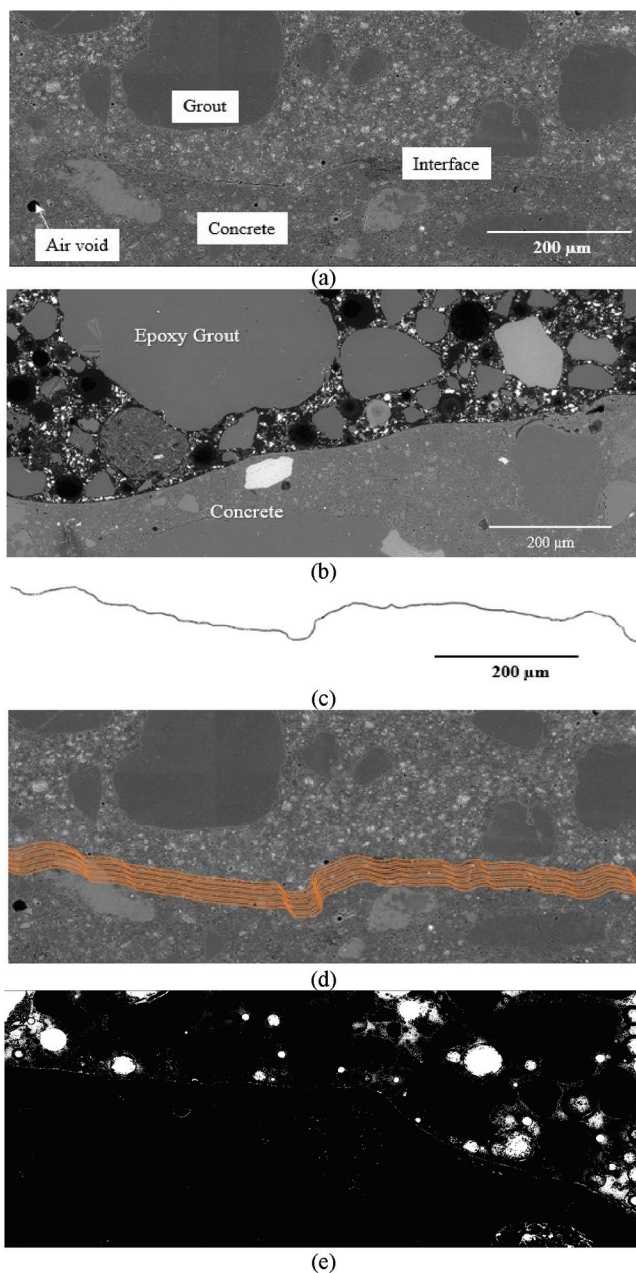 Grout
Interface
Concrete
Air void
200 µm
(a)
Epoxy Grout
Concrete
200 µm
(b)
200 µm
(c)
(d)
(e)